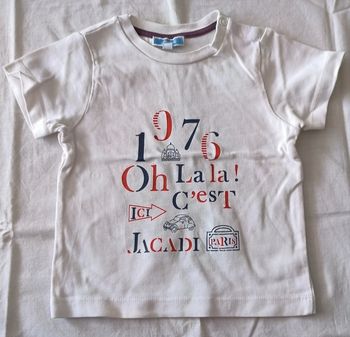 1976
Oh La la !
C'esT
ICI
JACADI PARIS